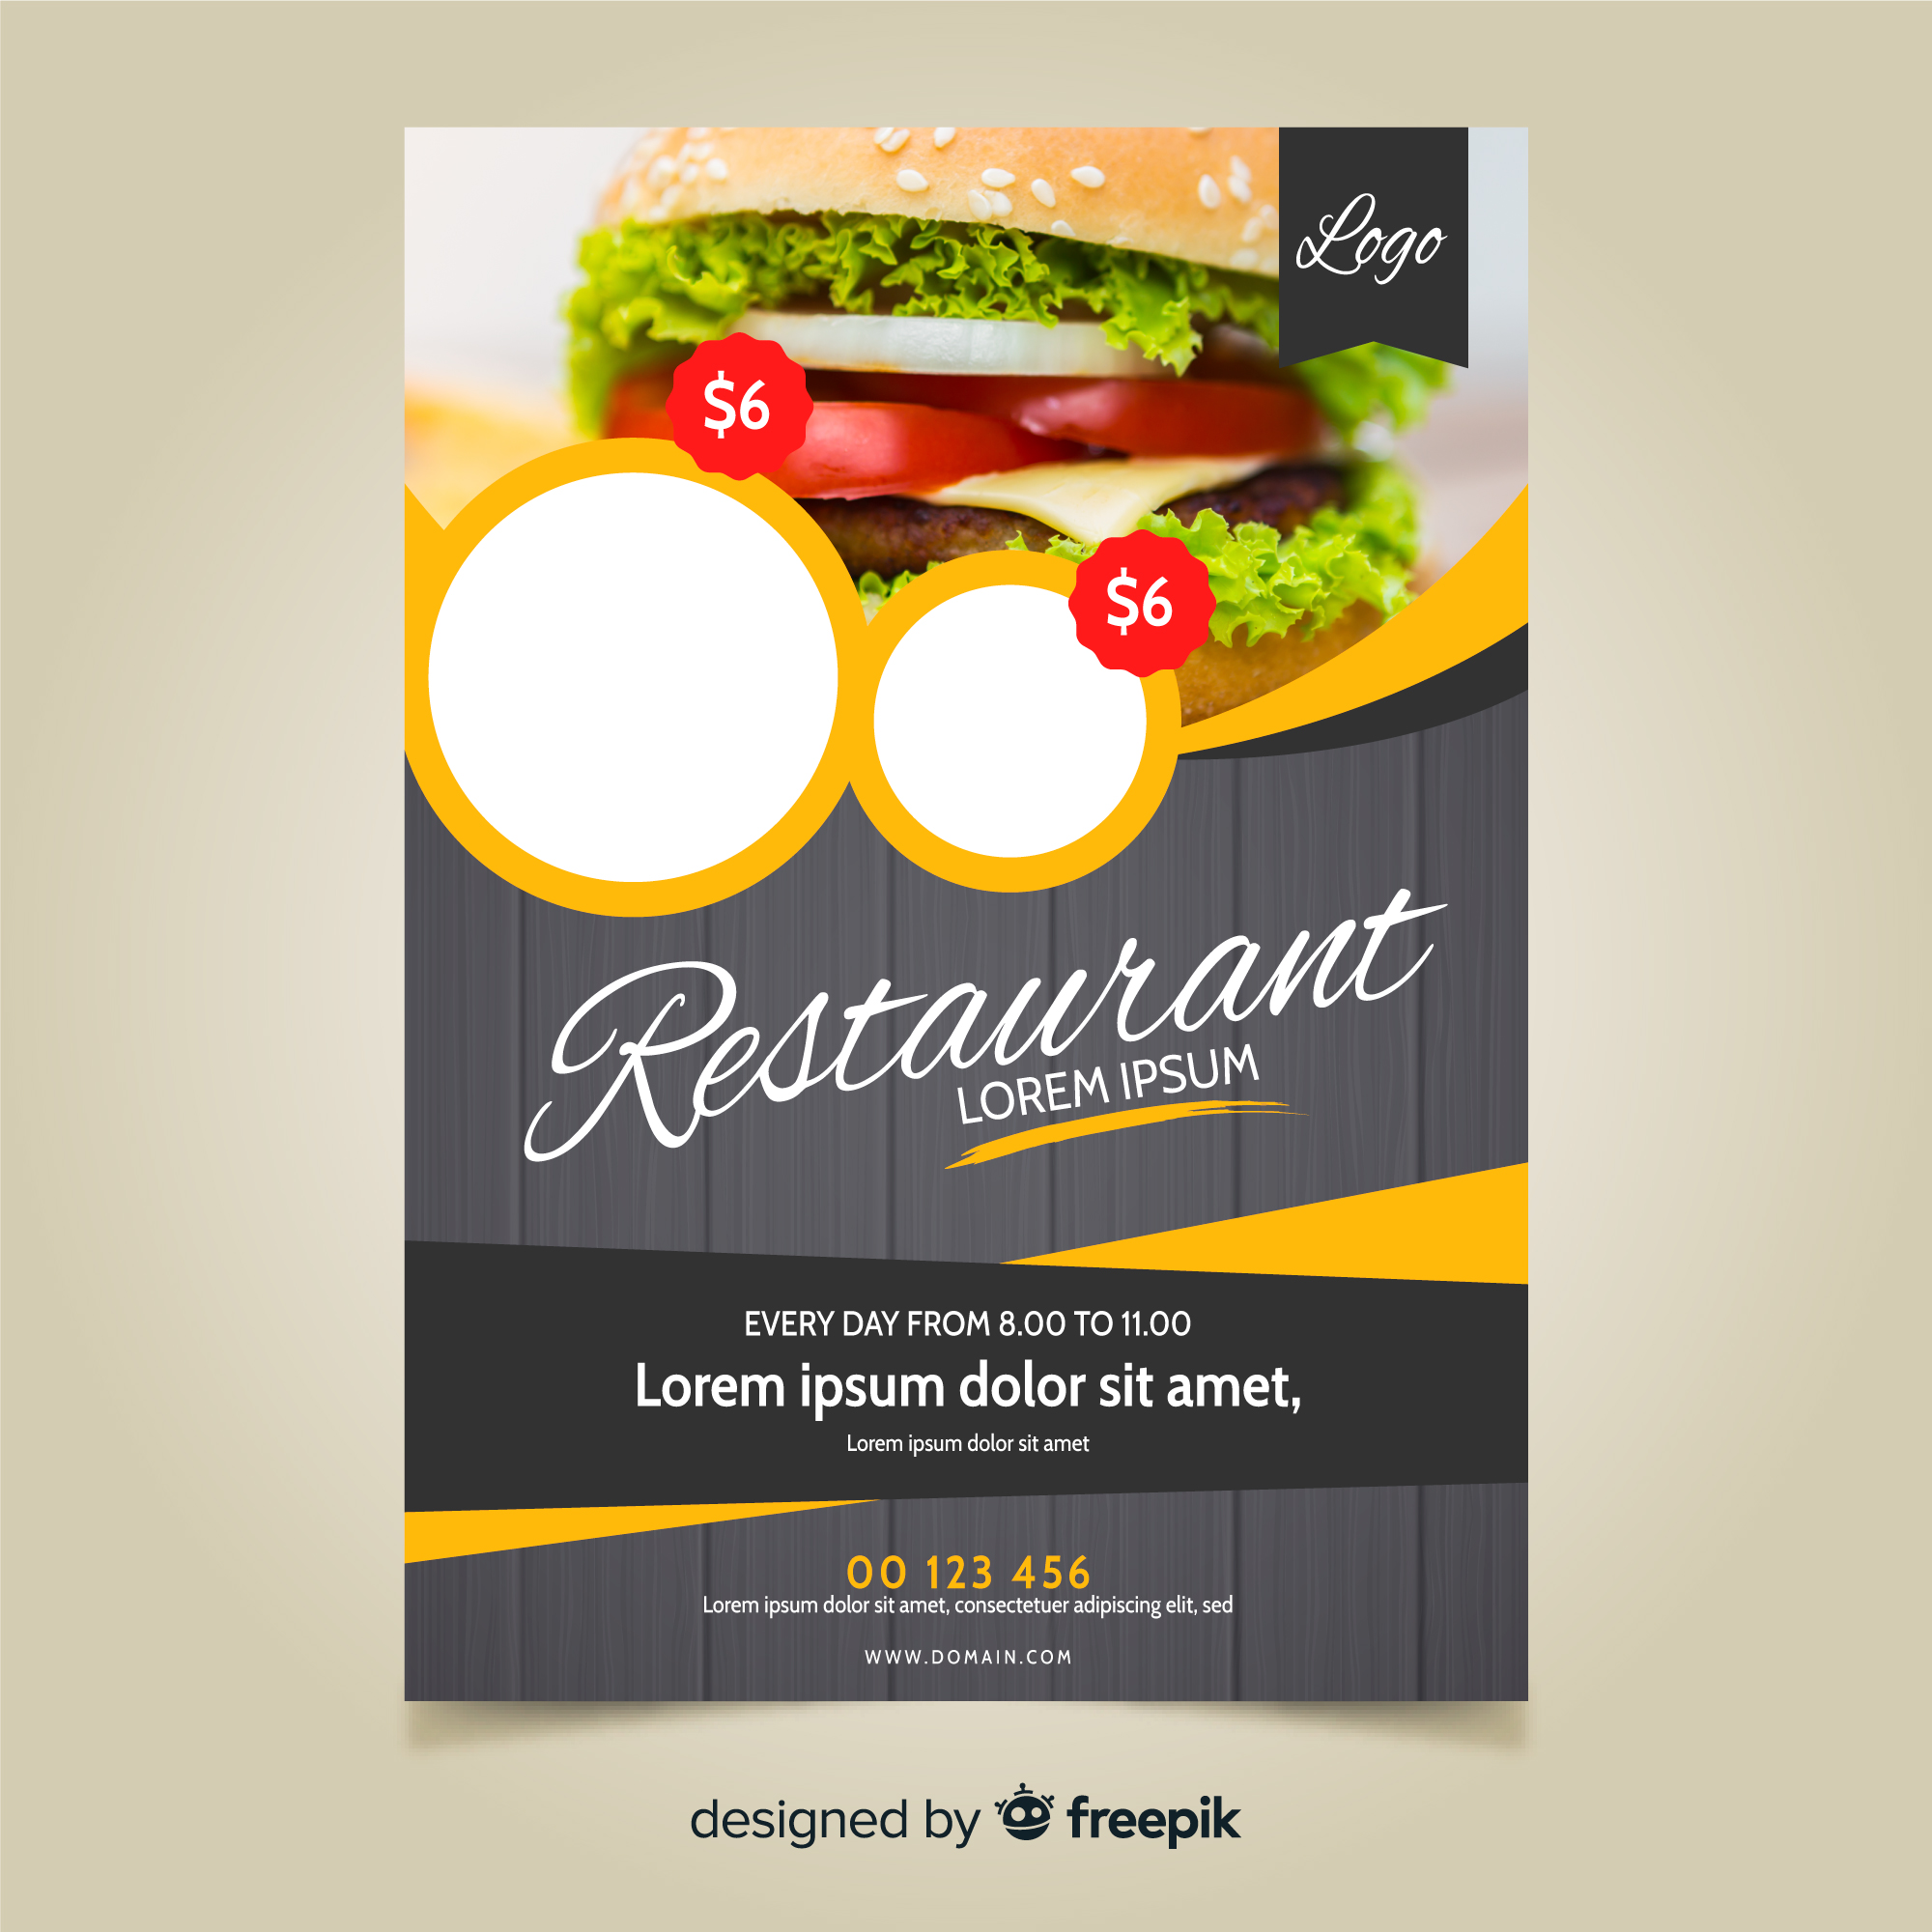 Logo
$6
$6
Restaurant
LOREM IPSUM
EVERY DAY FROM 8.00 TO 11.00
Lorem ipsum dolor sit amet,
Lorem ipsum dolor sit amet
00 123 456
Lorem ipsum dolor sit amet, consectetuer adipiscing elit, sed
WWW.DOMAIN.COM
designed by freepik